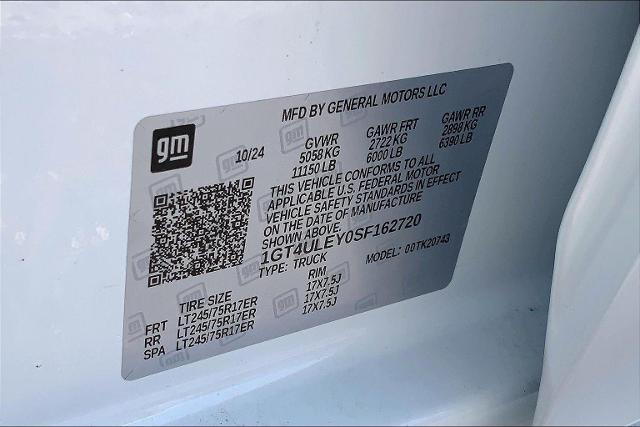 gm
MFD BY GENERAL MOTORS LLC
10/24
GVWR GAWR FRT GAWR RR
5058 KG 2722 KG 2898 KG
11150 LB 6000 LB 6390 LB
THIS VEHICLE CONFORMS TO ALL
APPLICABLE U.S. FEDERAL MOTOR
VEHICLE SAFETY STANDARDS IN EFFECT
ON THE DATE OF MANUFACTURE
SHOWN ABOVE.
1GT4ULEY0SF162720
TYPE: TRUCK MODEL: 00TK20743
TIRE SIZE RIM
FRT LT245/75R17ER 17X7.5J
RR LT245/75R17ER 17X7.5J
SPA LT245/75R17ER 17X7.5J